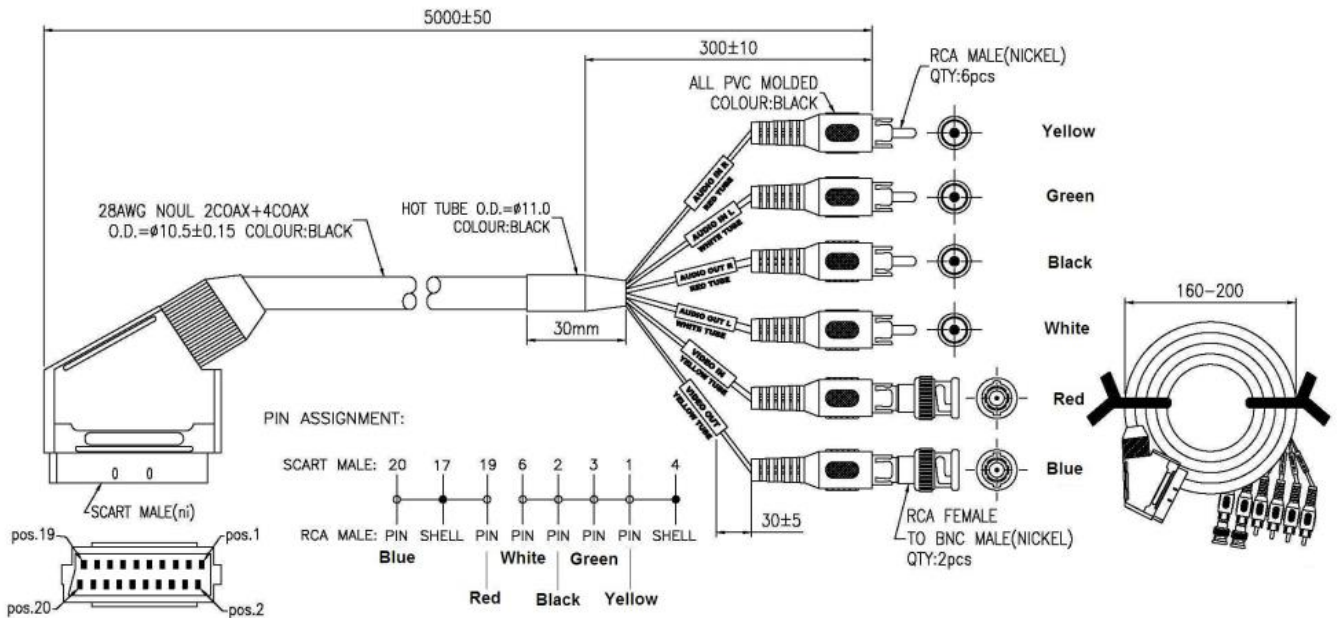 5000±50
300±10
RCA MALE(NICKEL)
QTY:6pcs
ALL PVC MOLDED
COLOUR:BLACK
Yellow
AUDIO IN R
RED TUBE
Green
28AWG NOUL 2COAX+4COAX
O.D.=ø10.5±0.15 COLOUR:BLACK
HOT TUBE O.D.=ø11.0
COLOUR:BLACK
AUDIO IN L
WHITE TUBE
Black
AUDIO OUT R
RED TUBE
160-200
30mm
AUDIO OUT L
WHITE TUBE
White
VIDEO IN
YELLOW TUBE
Red
VIDEO OUT
YELLOW TUBE
Blue
30±5
RCA FEMALE
TO BNC MALE(NICKEL)
QTY:2pcs
PIN ASSIGNMENT:
SCART MALE: 20 17 19 6 2 3 1 4
RCA MALE: PIN SHELL PIN PIN PIN PIN PIN SHELL
Blue White Green
Red Black Yellow
SCART MALE(ni)
pos.19 pos.1
pos.20 pos.2